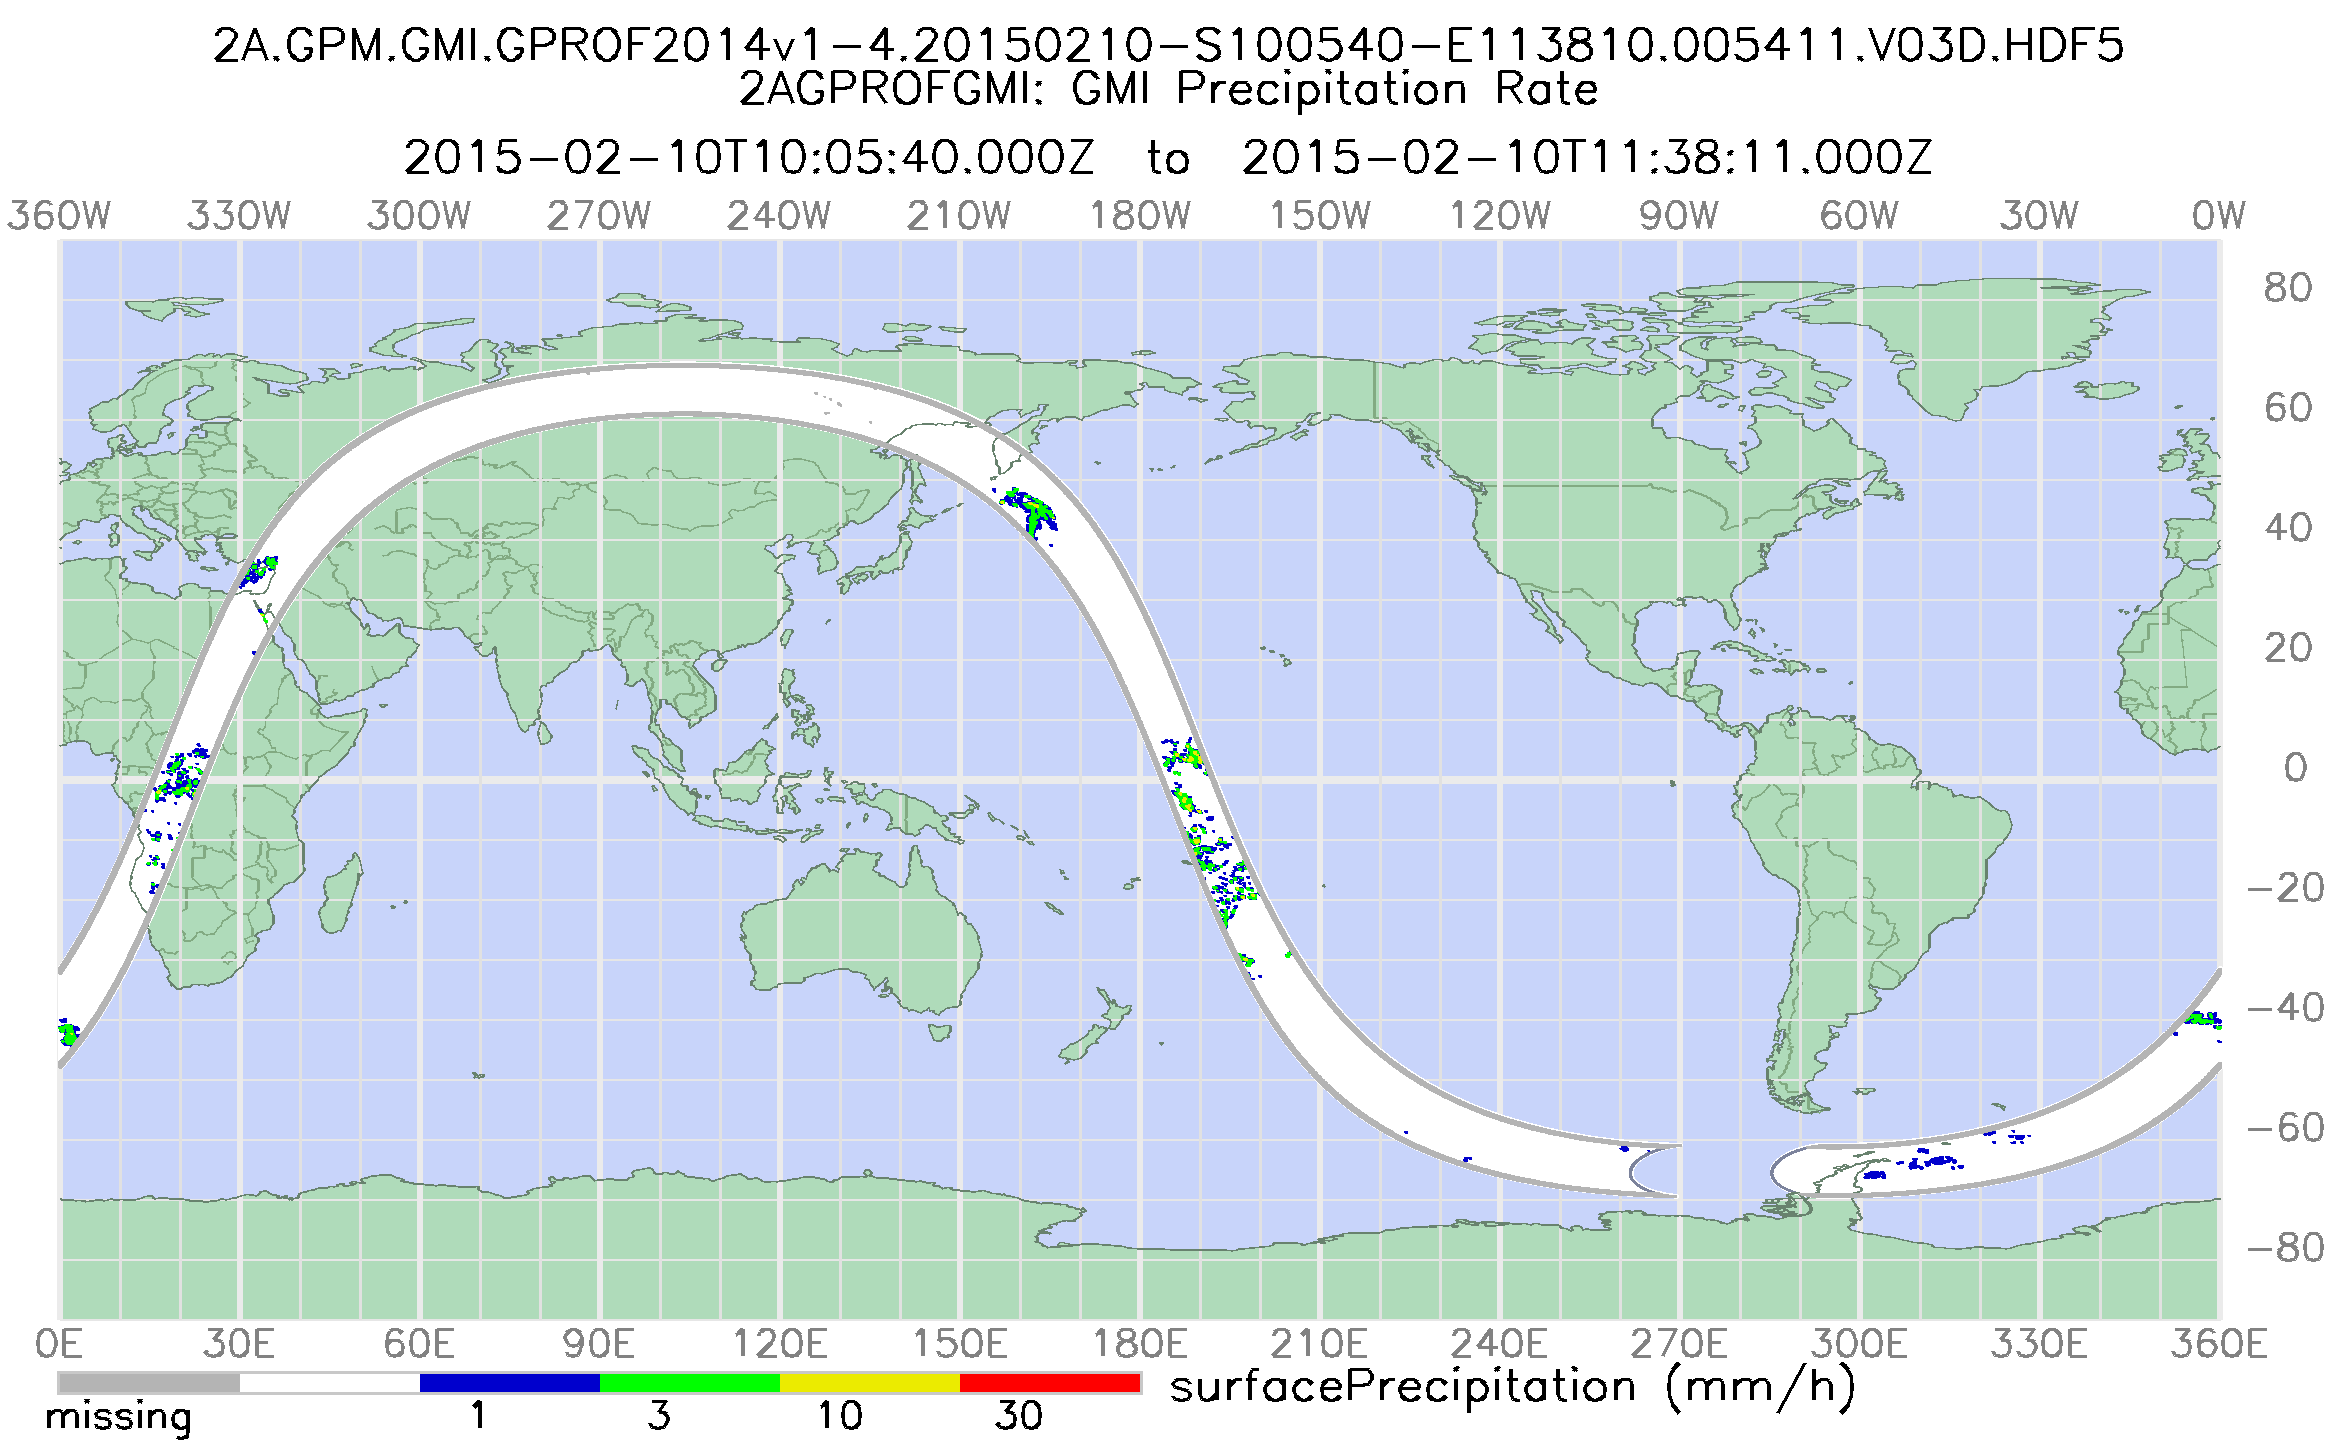 2A.GPM.GMI.GPROF2014v1-4.20150210-S100540-E113810.005411.V03D.HDF5
2AGPROFGMI: GMI Precipitation Rate
2015-02-10T10:05:40.000Z to 2015-02-10T11:38:11.000Z
360W 330W 300W 270W 240W 210W 180W 150W 120W 90W 60W 30W 0W
80
60
40
20
0
-20
-40
-60
-80
0E 30E 60E 90E 120E 150E 180E 210E 240E 270E 300E 330E 360E
surfacePrecipitation (mm/h)
missing 1 3 10 30